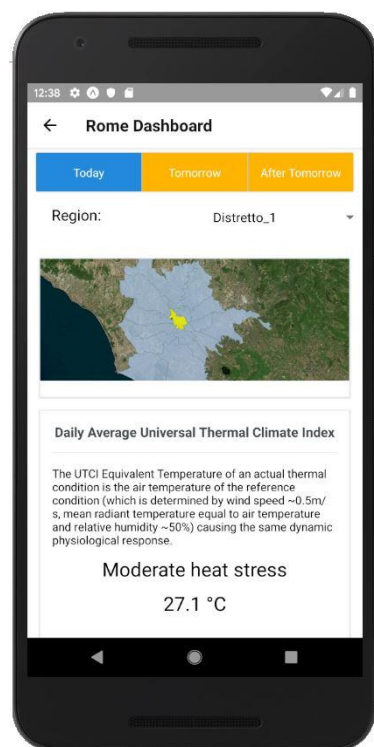 12:38
Rome Dashboard
Today Tomorrow After Tomorrow
Region: Distretto_1
Daily Average Universal Thermal Climate Index
The UTCI Equivalent Temperature of an actual thermal
condition is the air temperature of the reference
condition (which is determined by wind speed ~0.5m/
s, mean radiant temperature equal to air temperature
and relative humidity ~50%) causing the same dynamic
physiological response.
Moderate heat stress
27.1 °C